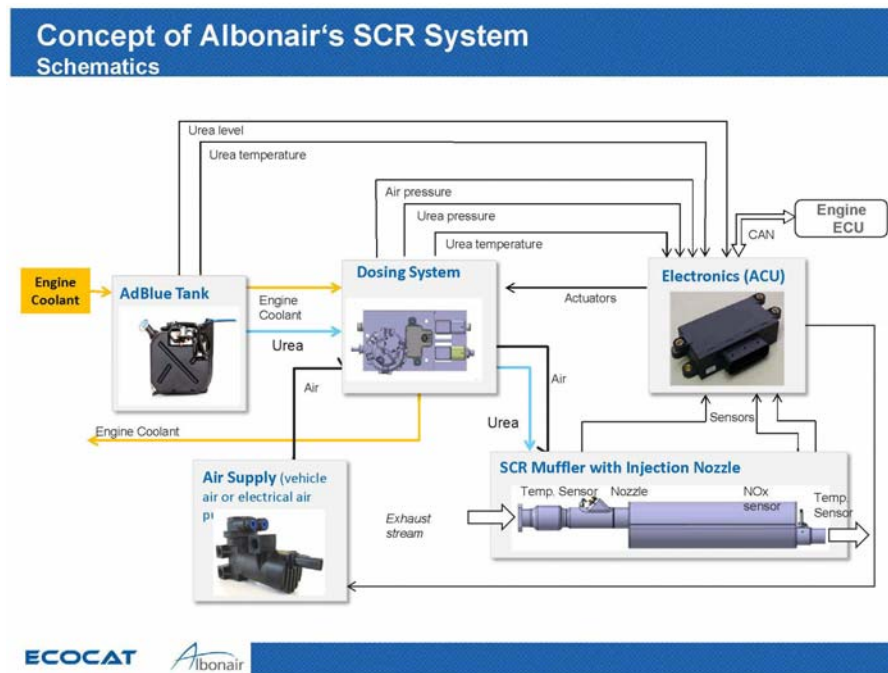 Concept of Albonair's SCR System
Schematics
Urea level
Urea temperature
Air pressure
Urea pressure
Urea temperature
CAN
Engine
ECU
Engine
Coolant
AdBlue Tank
Engine
Coolant
Urea
Dosing System
Actuators
Electronics (ACU)
Air
Air
Urea
Sensors
Engine Coolant
Air Supply (vehicle
air or electrical air
SCR Muffler with Injection Nozzle
Temp. Sensor
Nozzle
NOx
sensor
Temp.
Sensor
Exhaust
stream
ECOCAT
Albonair